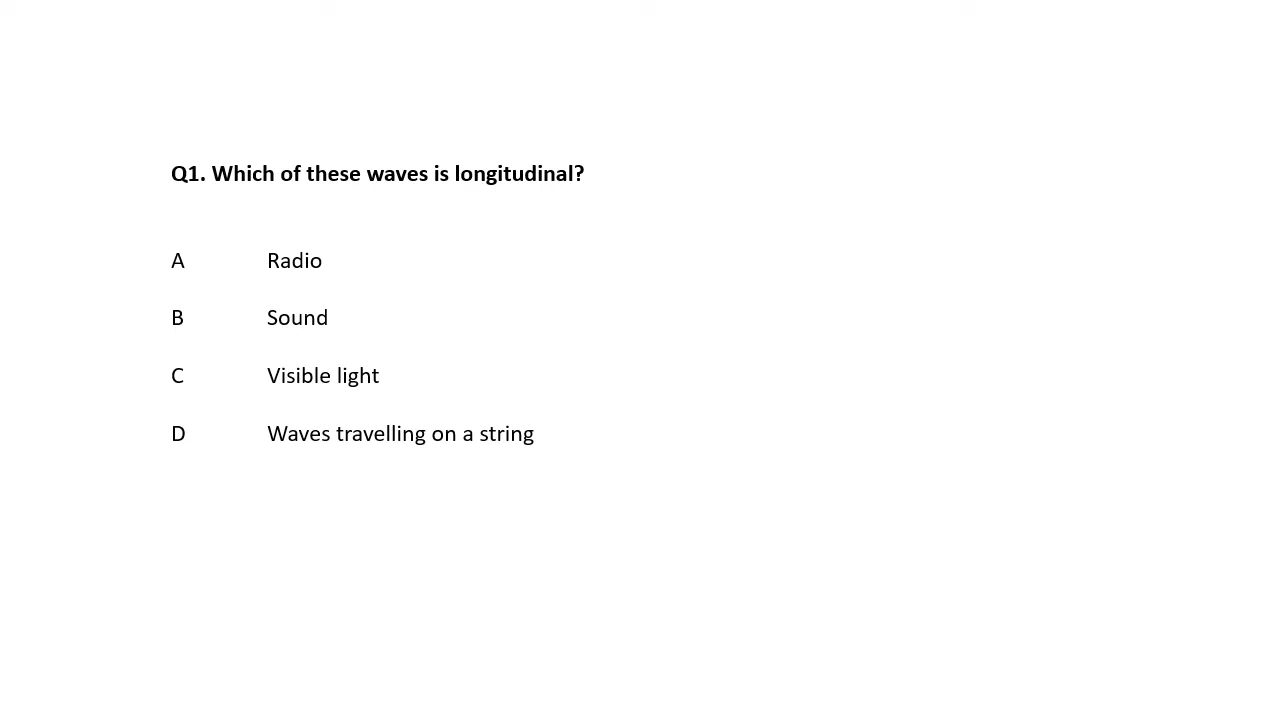 Q1. Which of these waves is longitudinal?
A Radio
B Sound
C Visible light
D Waves travelling on a string